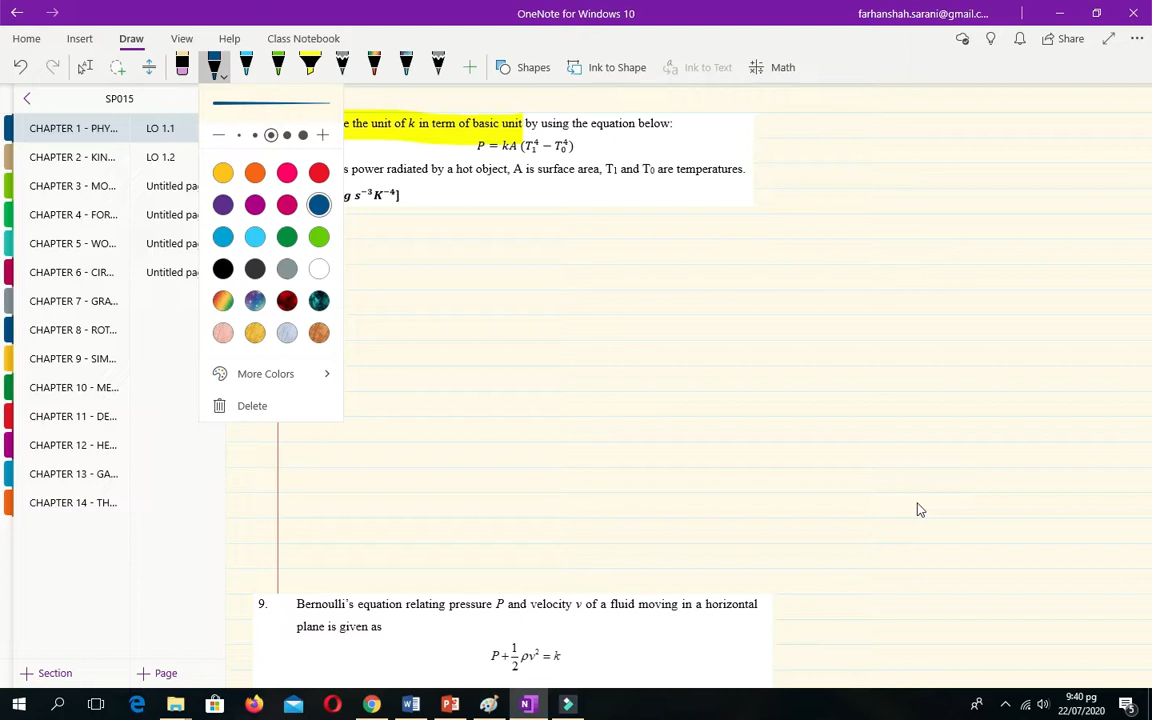 OneNote for Windows 10
farhanshah.sarani@gmail.c...
Home Insert Draw View Help Class Notebook
Share
Shapes Ink to Shape Ink to Text Math
SP015
CHAPTER 1 - PHY...
CHAPTER 2 - KIN...
CHAPTER 3 - MO...
CHAPTER 4 - FOR...
CHAPTER 5 - WO...
CHAPTER 6 - CIR...
CHAPTER 7 - GRA...
CHAPTER 8 - ROT...
CHAPTER 9 - SIM...
CHAPTER 10 - ME...
CHAPTER 11 - DE...
CHAPTER 12 - HE...
CHAPTER 13 - GA...
CHAPTER 14 - TH...
Section
LO 1.1
LO 1.2
Untitled pa
Untitled pa
Untitled pa
Untitled pa
Page
More Colors
Delete
e the unit of k in term of basic unit by using the equation below:
P = kA (T₁⁴ − T₀⁴)
s power radiated by a hot object, A is surface area, T₁ and T₀ are temperatures.
g s⁻³K⁻⁴]
9. Bernoulli's equation relating pressure P and velocity v of a fluid moving in a horizontal
plane is given as
P + 1/2 ρv² = k
9:40 pg
22/07/2020
5